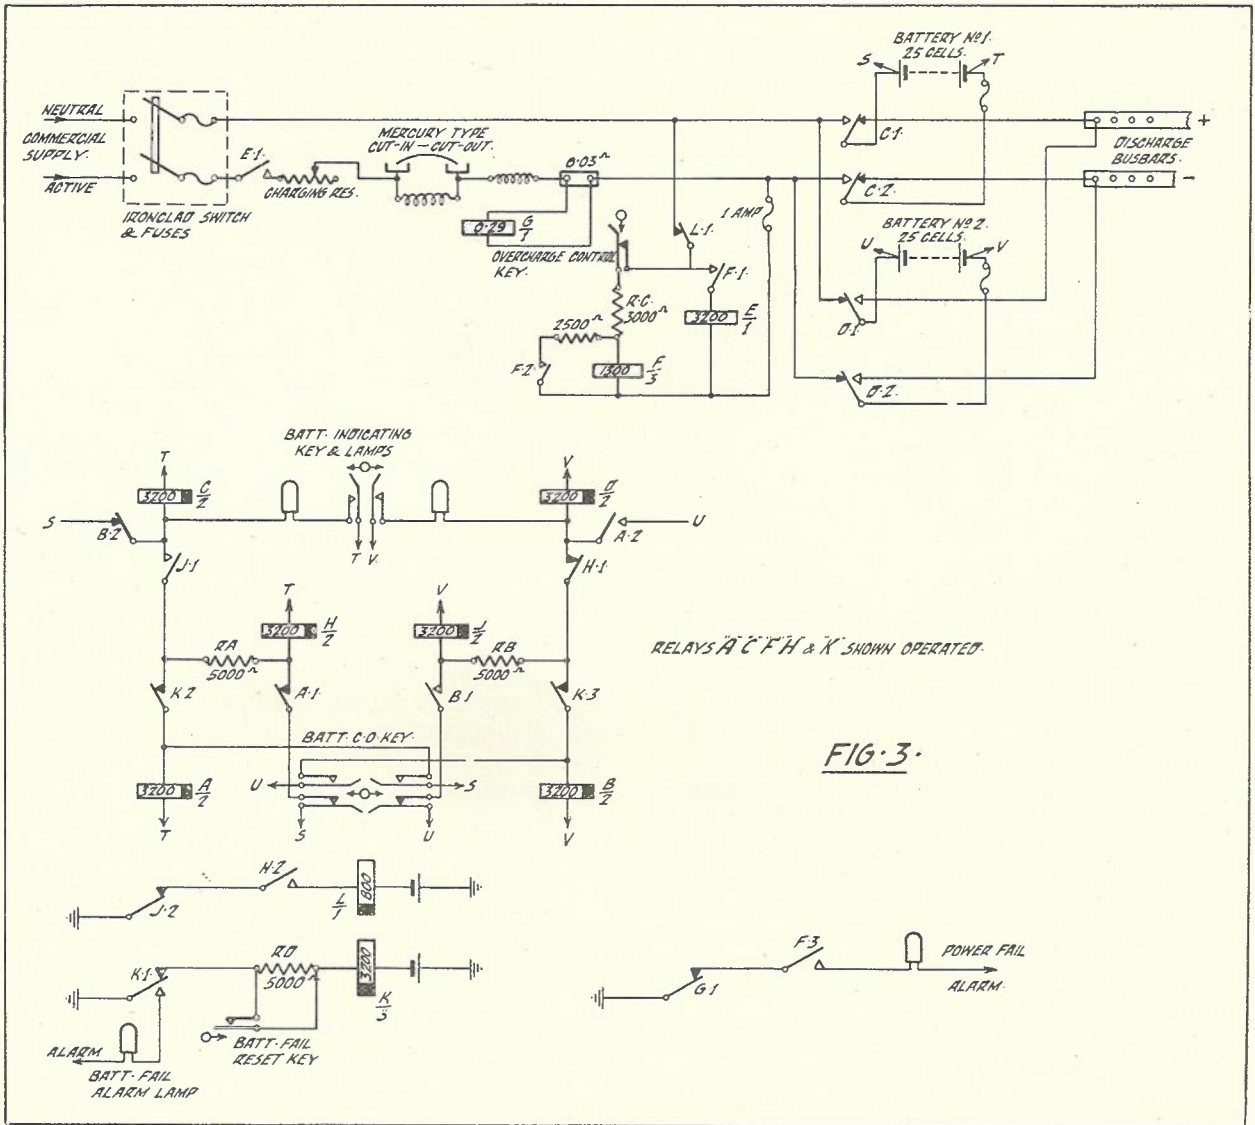 BATTERY Nº1.
25 CELLS.
S
T
NEUTRAL
COMMERCIAL
SUPPLY.
ACTIVE
E·1
MERCURY TYPE
CUT-IN — CUT-OUT.
CHARGING RES.
0·03 ω
C·1
+
DISCHARGE
BUSBARS.
-
C·2
IRONCLAD SWITCH
& FUSES
0·29
G/1
OVERCHARGE CONTROL
KEY.
L·1
1 AMP
BATTERY Nº2.
25 CELLS.
U
V
F·1
R·C·
3000 ω
2500 ω
3200
E/1
D·1
F·2
1300
F/3
D·2
BATT· INDICATING
KEY & LAMPS
T
V
3200
C/2
3200
D/2
S
B·2
A·2
U
T
V
J·1
H·1
T
V
3200
H/2
3200
J/2
RA
5000 ω
RB
5000 ω
RELAYS "A" "C" "F" "H" & "K" SHOWN OPERATED.
K·2
A·1
B·1
K·3
BATT·C·O·KEY·
FIG·3·
U
S
3200
A/2
3200
B/2
T
S
U
V
H·2
J·2
L/1
800
K·1
RD
5000 ω
3200
K/3
F·3
POWER FAIL
ALARM.
G·1
BATT·FAIL
RESET KEY
ALARM
BATT·FAIL
ALARM LAMP